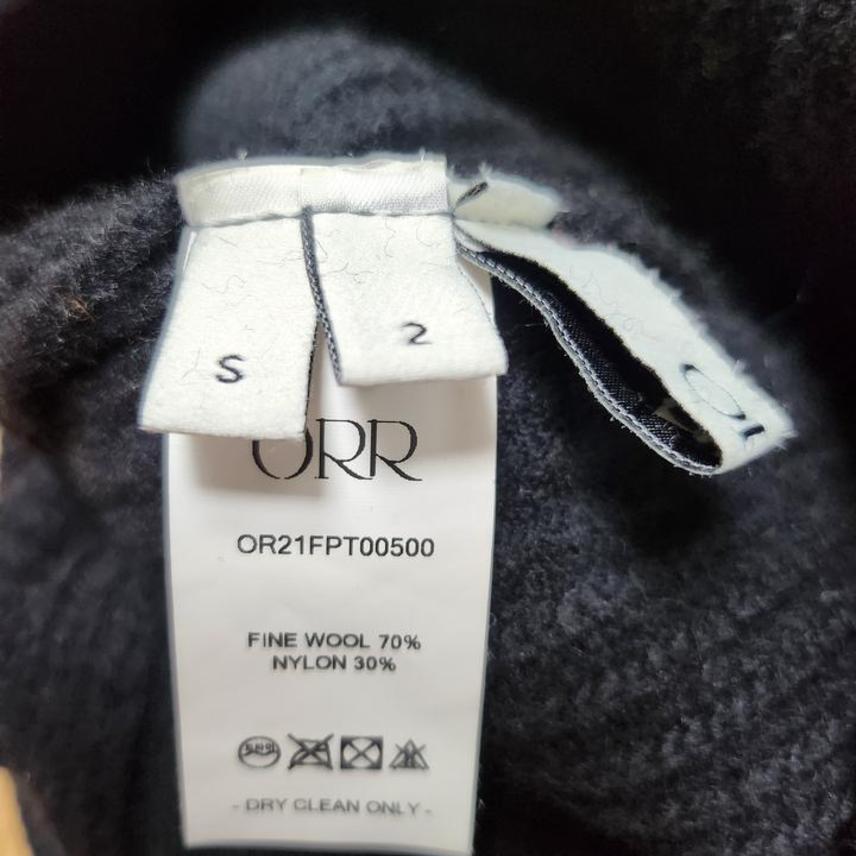 S
2
ORR
OR21FPT00500
FINE WOOL 70%
NYLON 30%
- DRY CLEAN ONLY -